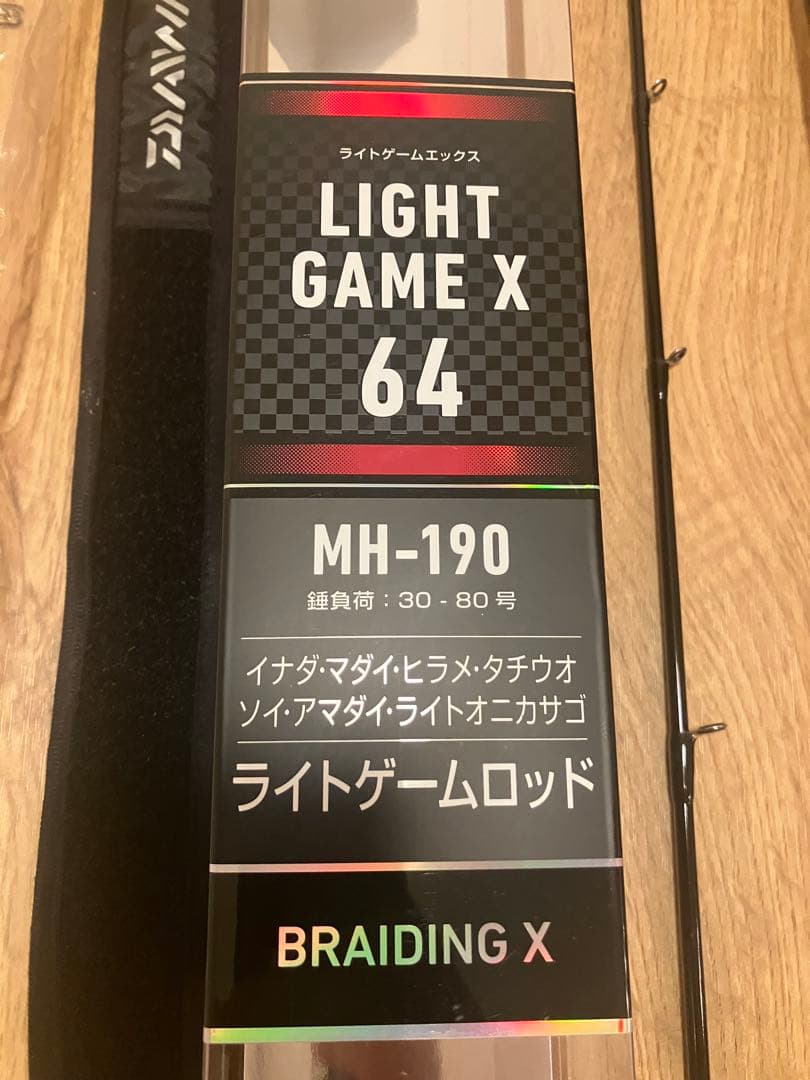 DAIWA
ライトゲームエックス
LIGHT
GAME X
64
MH-190
錘負荷：30 - 80号
イナダ・マダイ・ヒラメ・タチウオ
ソイ・アマダイ・ライトオニカサゴ
ライトゲームロッド
BRAIDING X